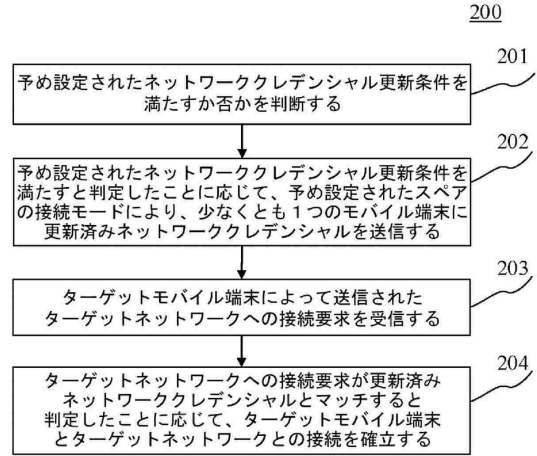 200
201
予め設定されたネットワーククレデンシャル更新条件を
満たすか否かを判断する
202
予め設定されたネットワーククレデンシャル更新条件を
満たすと判定したことに応じて、予め設定されたスペア
の接続モードにより、少なくとも1つのモバイル端末に
更新済みネットワーククレデンシャルを送信する
203
ターゲットモバイル端末によって送信された
ターゲットネットワークへの接続要求を受信する
204
ターゲットネットワークへの接続要求が更新済み
ネットワーククレデンシャルとマッチすると
判定したことに応じて、ターゲットモバイル端末
とターゲットネットワークとの接続を確立する